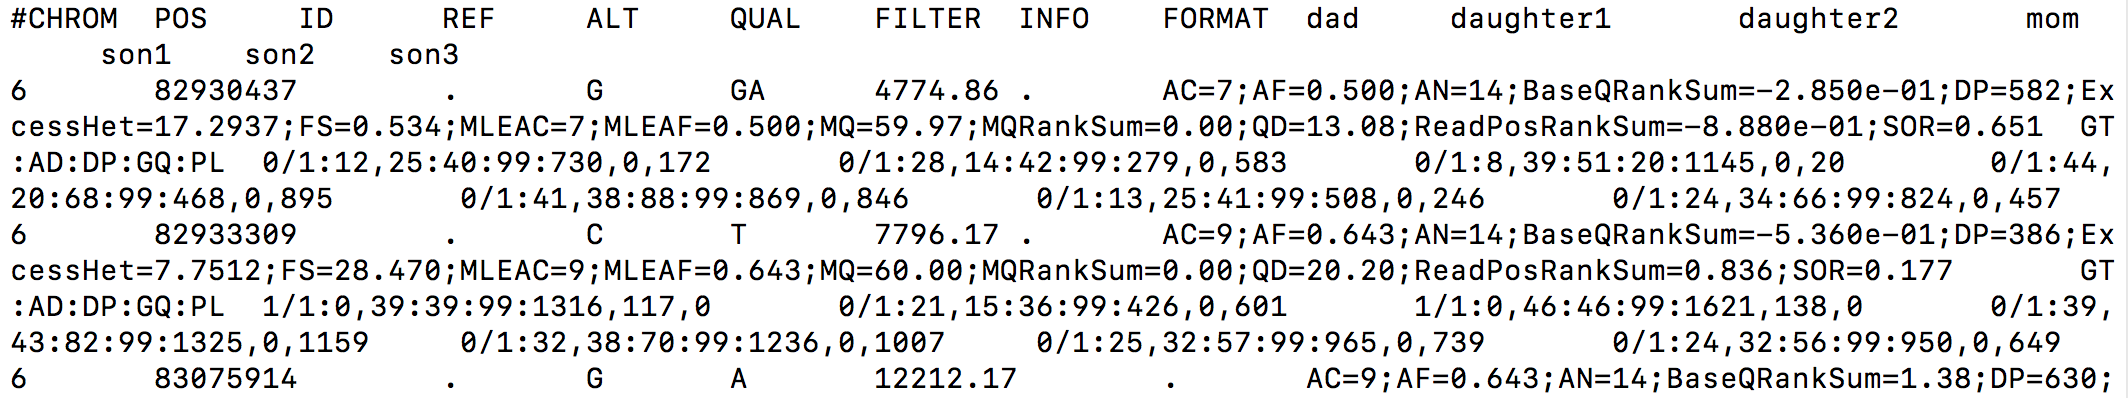 #CHROM POS ID REF ALT QUAL FILTER INFO FORMAT dad daughter1 daughter2 mom
son1 son2 son3
6 82930437 . G GA 4774.86 . AC=7;AF=0.500;AN=14;BaseQRankSum=-2.850e-01;DP=582;Ex
cessHet=17.2937;FS=0.534;MLEAC=7;MLEAF=0.500;MQ=59.97;MQRankSum=0.00;QD=13.08;ReadPosRankSum=-8.880e-01;SOR=0.651 GT
:AD:DP:GQ:PL 0/1:12,25:40:99:730,0,172 0/1:28,14:42:99:279,0,583 0/1:8,39:51:20:1145,0,20 0/1:44,
20:68:99:468,0,895 0/1:41,38:88:99:869,0,846 0/1:13,25:41:99:508,0,246 0/1:24,34:66:99:824,0,457
6 82933309 . C T 7796.17 . AC=9;AF=0.643;AN=14;BaseQRankSum=-5.360e-01;DP=386;Ex
cessHet=7.7512;FS=28.470;MLEAC=9;MLEAF=0.643;MQ=60.00;MQRankSum=0.00;QD=20.20;ReadPosRankSum=0.836;SOR=0.177 GT
:AD:DP:GQ:PL 1/1:0,39:39:99:1316,117,0 0/1:21,15:36:99:426,0,601 1/1:0,46:46:99:1621,138,0 0/1:39,
43:82:99:1325,0,1159 0/1:32,38:70:99:1236,0,1007 0/1:25,32:57:99:965,0,739 0/1:24,32:56:99:950,0,649
6 83075914 . G A 12212.17 . AC=9;AF=0.643;AN=14;BaseQRankSum=1.38;DP=630;